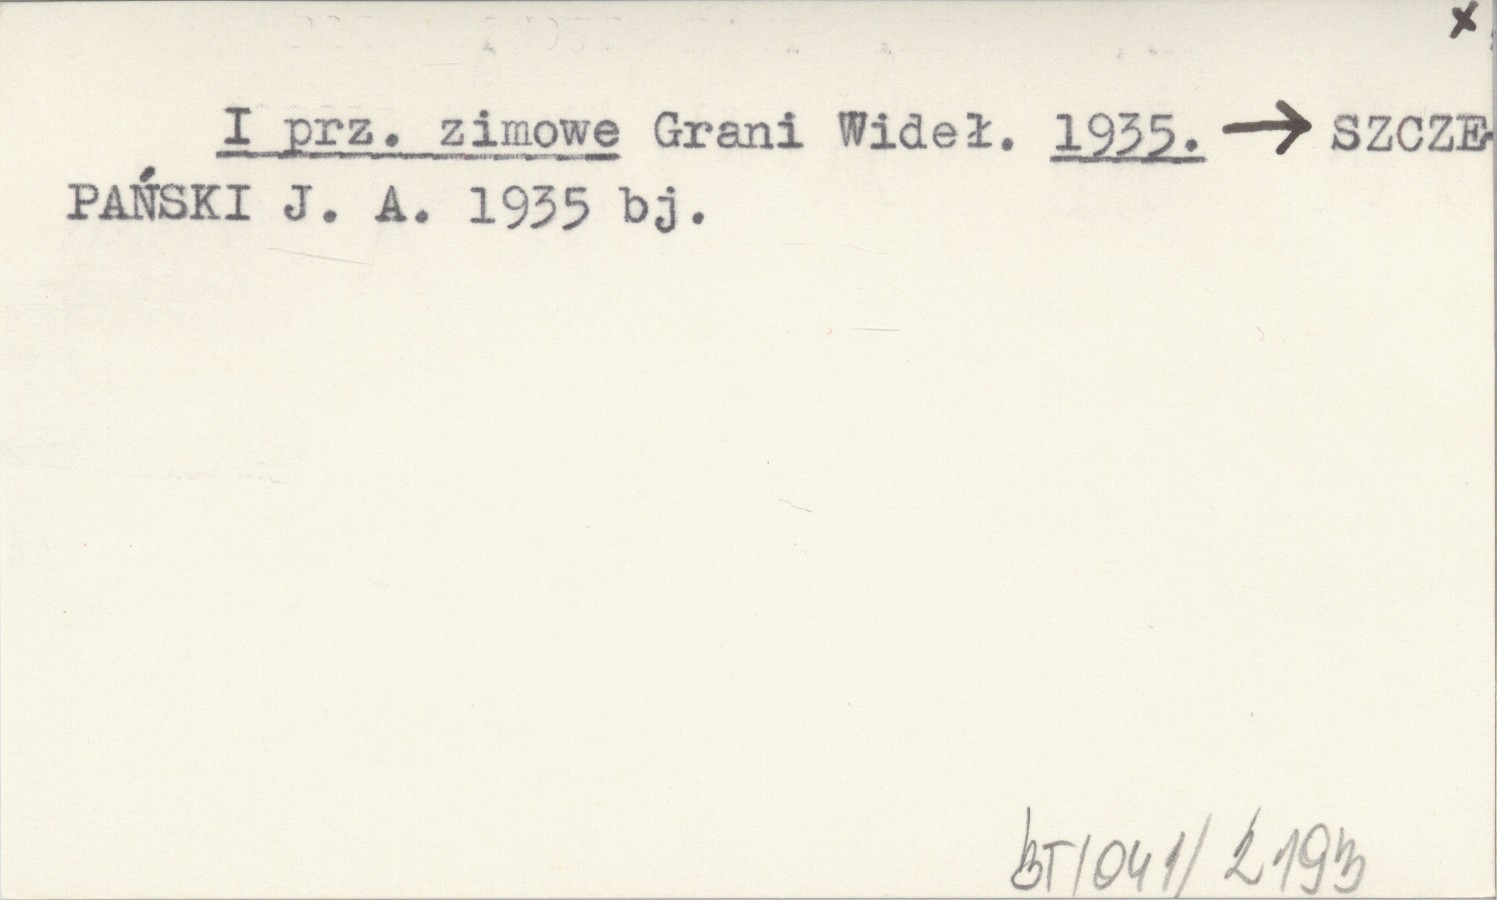 x
I prz. zimowe Grani Wideł. 1935. → SZCZE-
PAŃSKI J. A. 1935 bj.
BT/041/2193